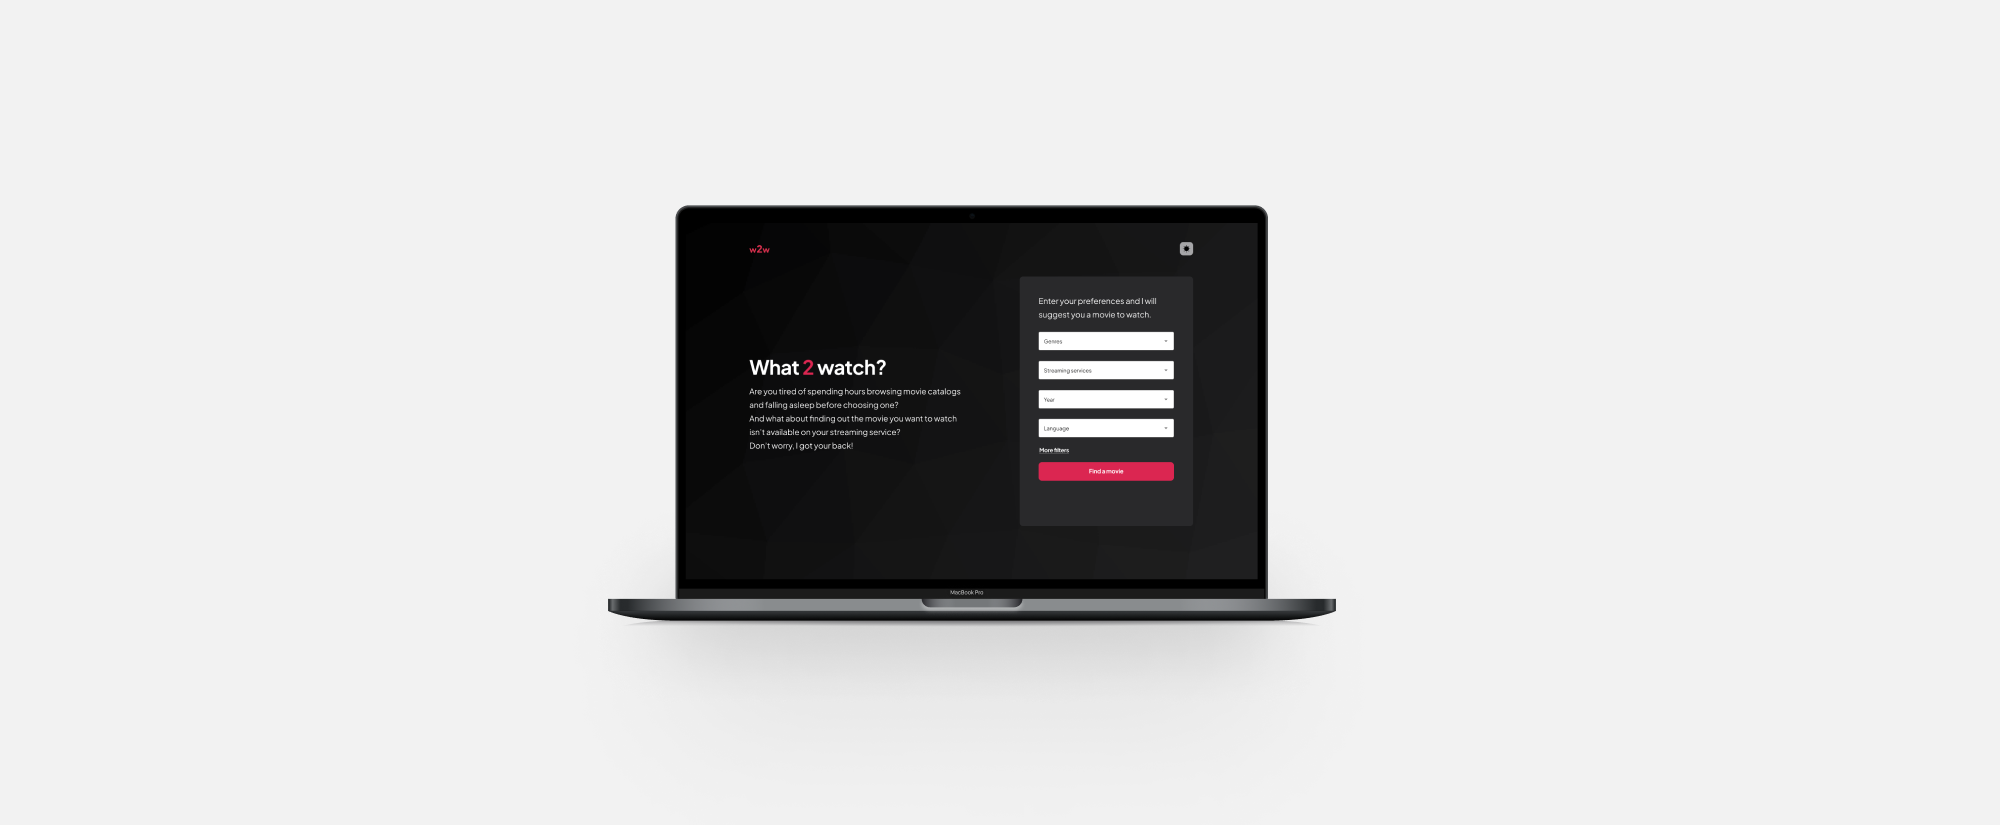 w2w
What 2 watch?
Are you tired of spending hours browsing movie catalogs
and falling asleep before choosing one?
And what about finding out the movie you want to watch
isn't available on your streaming service?
Don't worry, I got your back!
Enter your preferences and I will
suggest you a movie to watch.
Genres
Streaming services
Year
Language
More filters
Find a movie
MacBook Pro